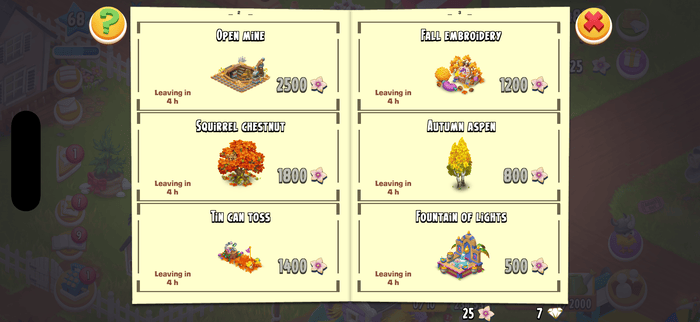 - 2 -
OPEN MINE
2500
Leaving in
4 h
SQUIRREL CHESTNUT
1800
Leaving in
4 h
TIN CAN TOSS
1400
Leaving in
4 h
- 3 -
FALL EMBROIDERY
1200
Leaving in
4 h
AUTUMN ASPEN
800
Leaving in
4 h
FOUNTAIN OF LIGHTS
500
Leaving in
4 h
25
7